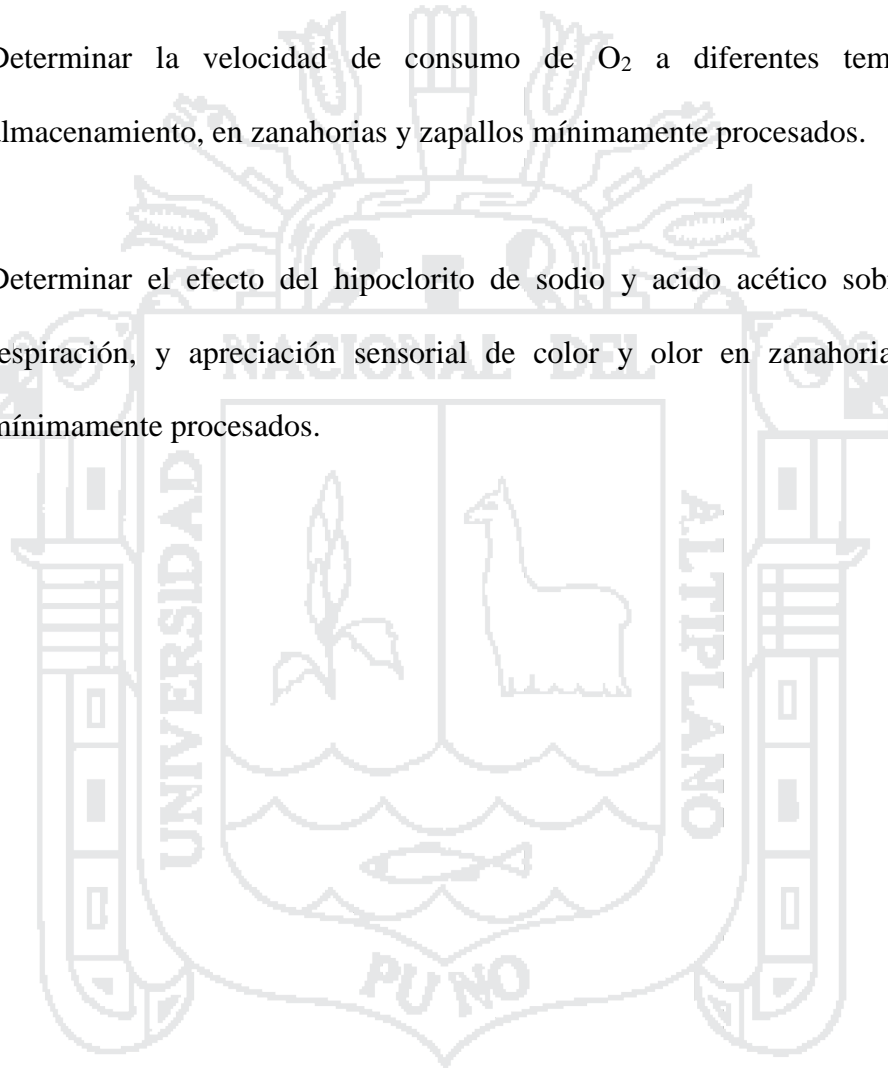 Determinar la velocidad de consumo de O₂ a diferentes tem
almacenamiento, en zanahorias y zapallos mínimamente procesados.
Determinar el efecto del hipoclorito de sodio y acido acético sob
respiración, y apreciación sensorial de color y olor en zanahoria
mínimamente procesados.
NACIONAL DEL
UNIVERSIDAD
ALTIPLANO
PUNO